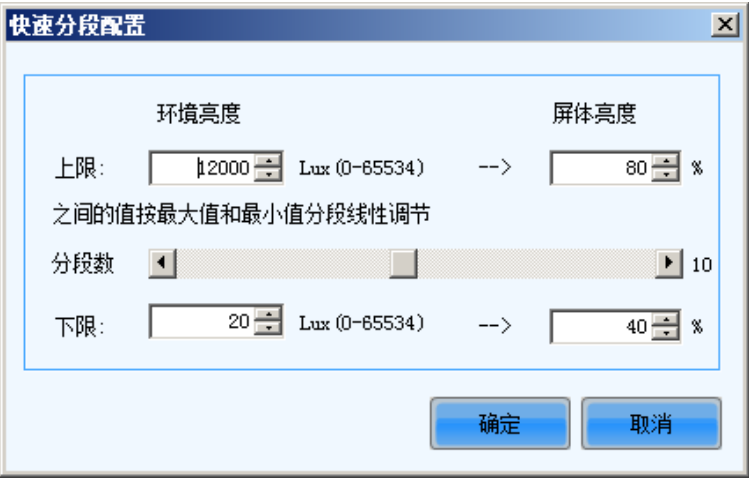 快速分段配置
环境亮度 屏体亮度
上限: 12000 Lux (0-65534) --> 80 %
之间的值按最大值和最小值分段线性调节
分段数 10
下限: 20 Lux (0-65534) --> 40 %
确定 取消